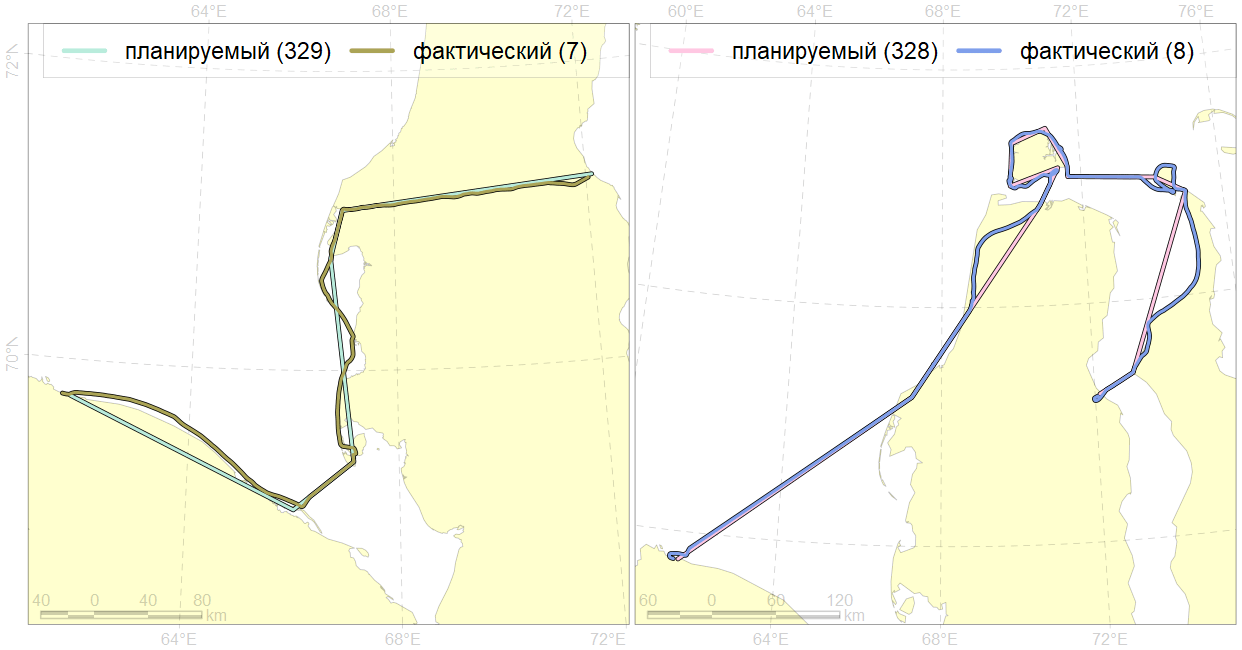 64°E 68°E 72°E
60°E 64°E 68°E 72°E 76°E
планируемый (329) фактический (7)
планируемый (328) фактический (8)
72°N
70°N
40 0 40 80 km
60 0 60 120 km
64°E 68°E 72°E
64°E 68°E 72°E